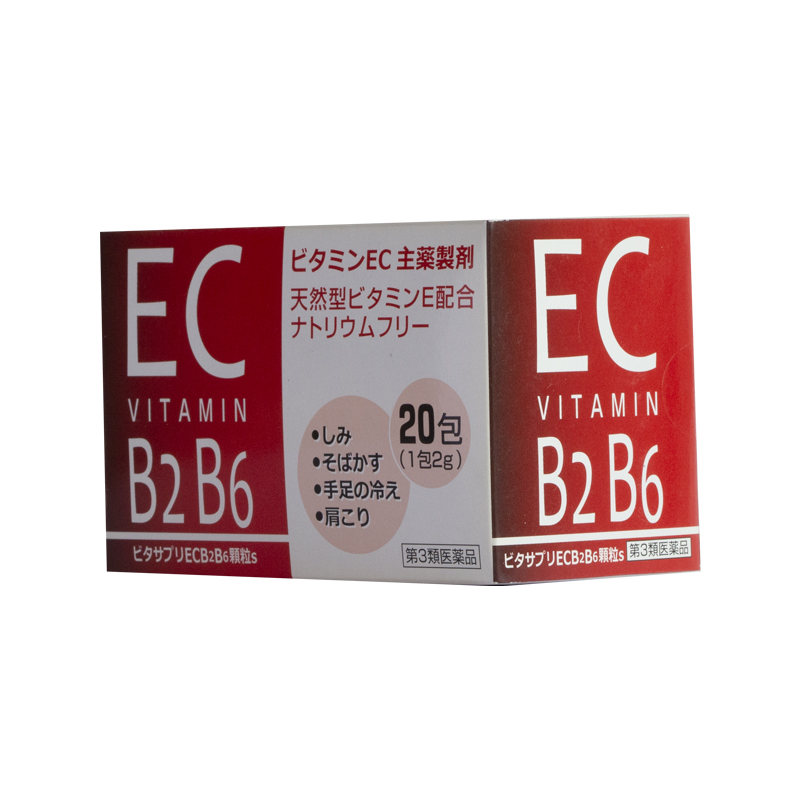 EC
VITAMIN
B2 B6
ビタサプリECB2B6顆粒s
ビタミンEC 主薬製剤
天然型ビタミンE配合
ナトリウムフリー
20包
(1包2g)
•しみ
•そばかす
•手足の冷え
•肩こり
第3類医薬品
EC
VITAMIN
B2 B6
ビタサプリECB2B6顆粒s 第3類医薬品